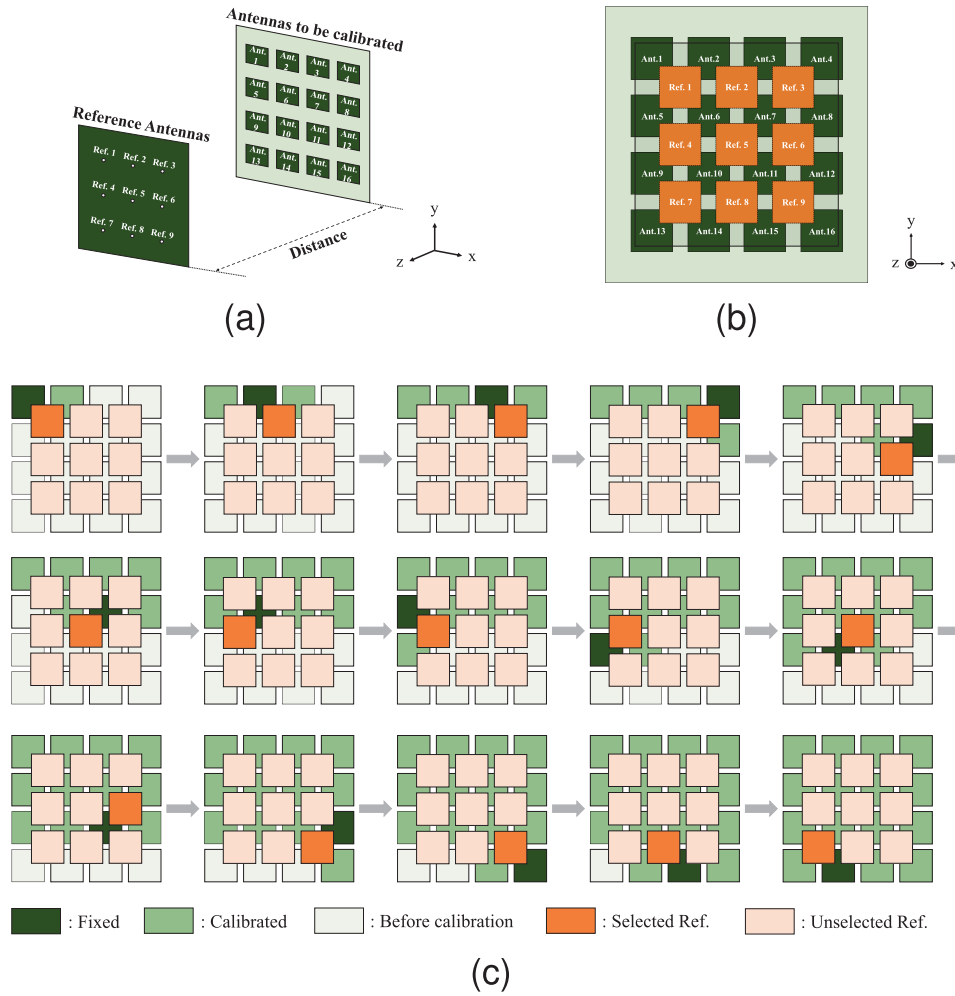 Antennas to be calibrated
Ant. 1 Ant. 2 Ant. 3 Ant. 4
Ant. 5 Ant. 6 Ant. 7 Ant. 8
Ant. 9 Ant. 10 Ant. 11 Ant. 12
Ant. 13 Ant. 14 Ant. 15 Ant. 16
Reference Antennas
Ref. 1 Ref. 2 Ref. 3
Ref. 4 Ref. 5 Ref. 6
Ref. 7 Ref. 8 Ref. 9
Distance
y
x
z
(a)
Ant.1 Ant.2 Ant.3 Ant.4
Ref. 1 Ref. 2 Ref. 3
Ant.5 Ant.6 Ant.7 Ant.8
Ref. 4 Ref. 5 Ref. 6
Ant.9 Ant.10 Ant.11 Ant.12
Ref. 7 Ref. 8 Ref. 9
Ant.13 Ant.14 Ant.15 Ant.16
y
z x
(b)
: Fixed : Calibrated : Before calibration : Selected Ref. : Unselected Ref.
(c)